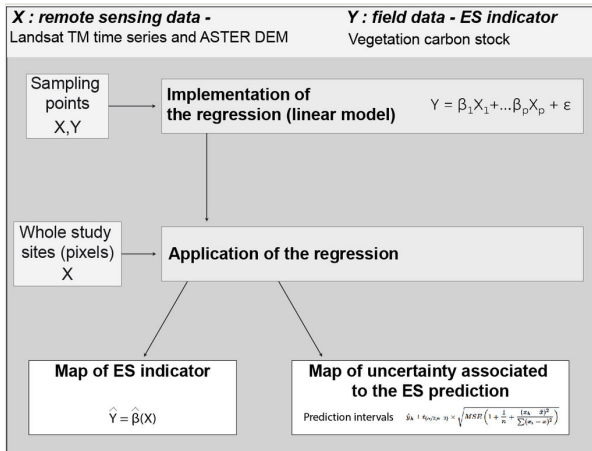 X : remote sensing data -
Landsat TM time series and ASTER DEM
Y : field data - ES indicator
Vegetation carbon stock
Sampling
points
X,Y
Implementation of
the regression (linear model)
Y = β₁X₁+...βₚXₚ + ε
Whole study
sites (pixels)
X
Application of the regression
Map of ES indicator
Ŷ = β̂(X)
Map of uncertainty associated
to the ES prediction
Prediction intervals